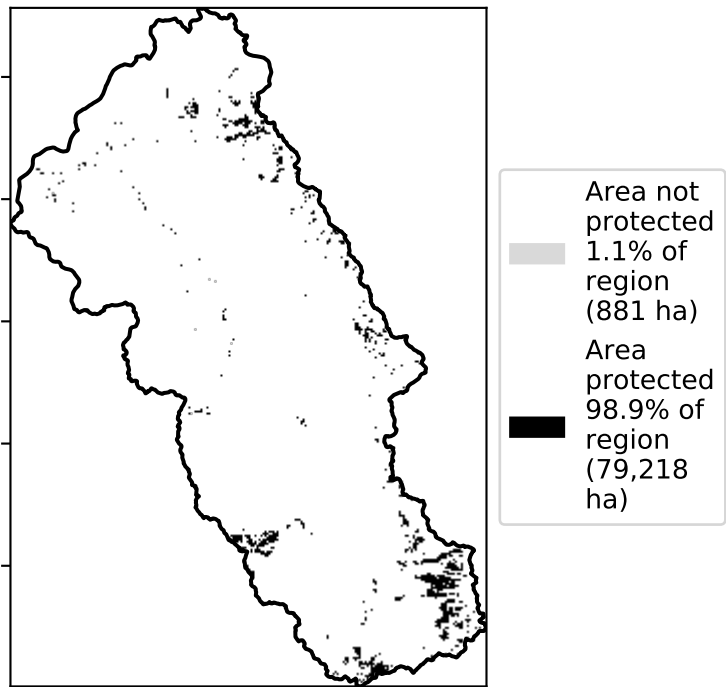 Area not
protected
1.1% of
region
(881 ha)
Area
protected
98.9% of
region
(79,218
ha)